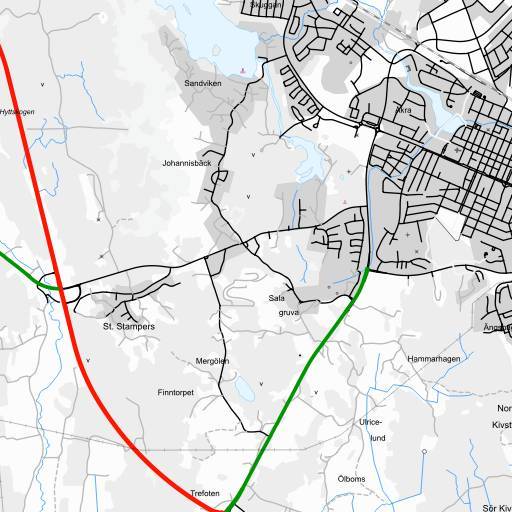 Skuggan
Sandviken
Åkra
Hyttskogen
Johannisbäck
Sala
gruva
St. Stampers
Mergölen
Hammarhagen
Finntorpet
Nor
Ulrice-
lund
Kivst
Ölboms
Trefoten
Sör Kiv